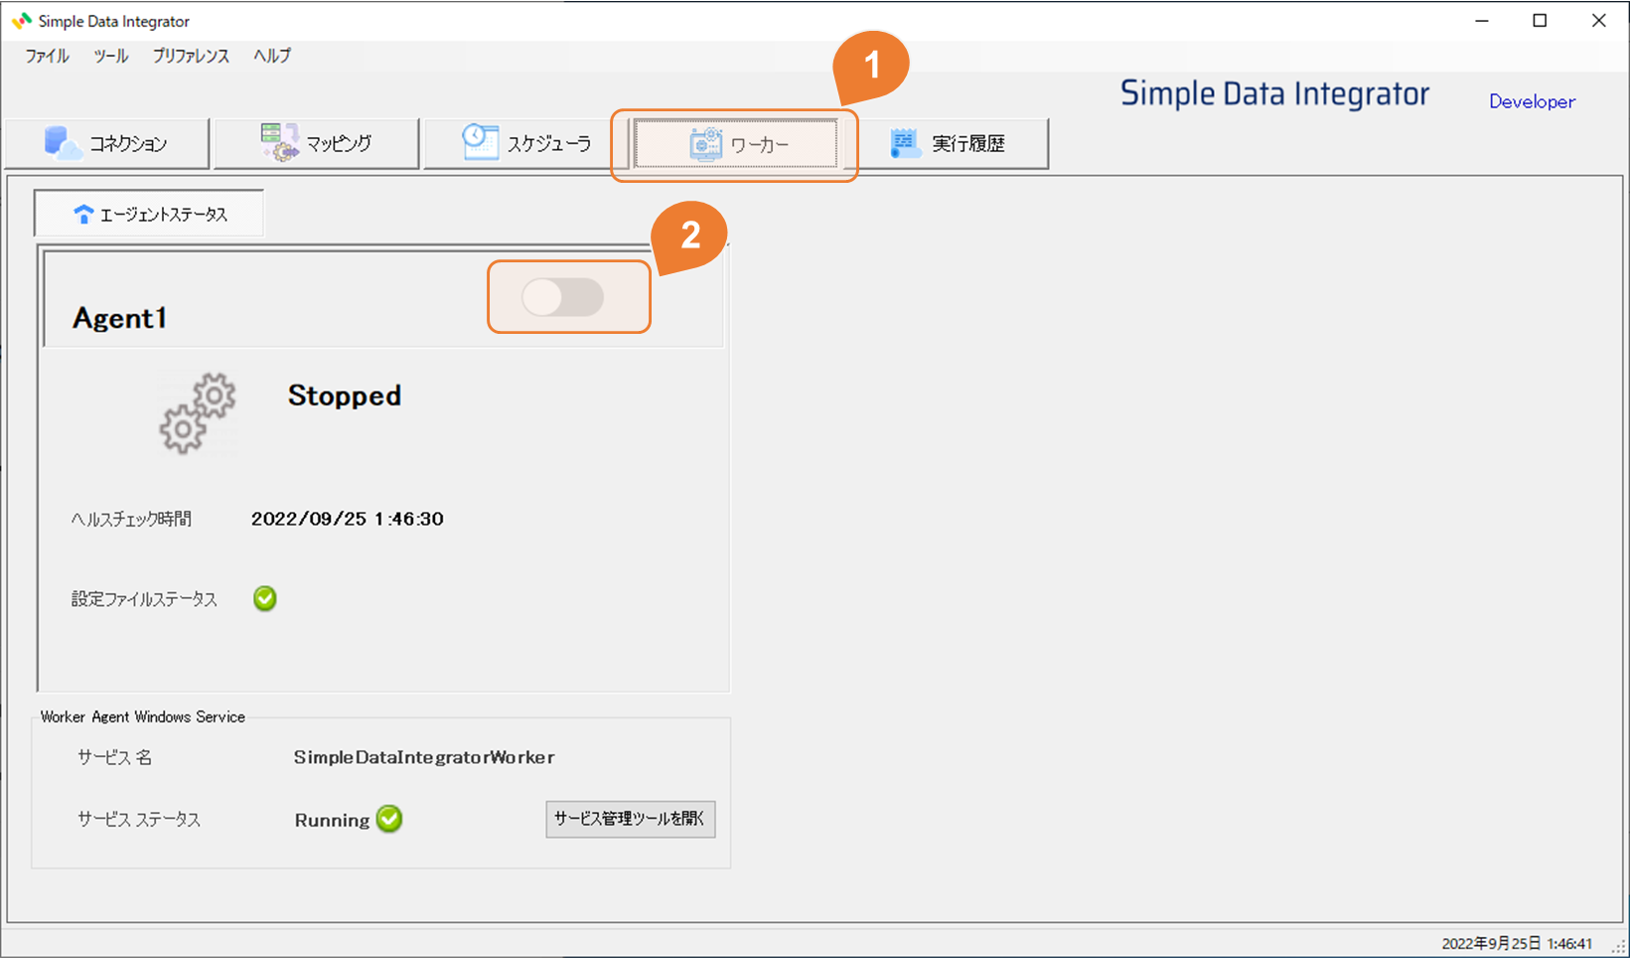 Simple Data Integrator
ファイル ツール プリファレンス ヘルプ
1
Simple Data Integrator
Developer
コネクション マッピング スケジューラ ワーカー 実行履歴
エージェントステータス
2
Agent1
Stopped
ヘルスチェック時間 2022/09/25 1:46:30
設定ファイルステータス
Worker Agent Windows Service
サービス 名 SimpleDataIntegratorWorker
サービス ステータス Running サービス管理ツールを開く
2022年9月25日 1:46:41